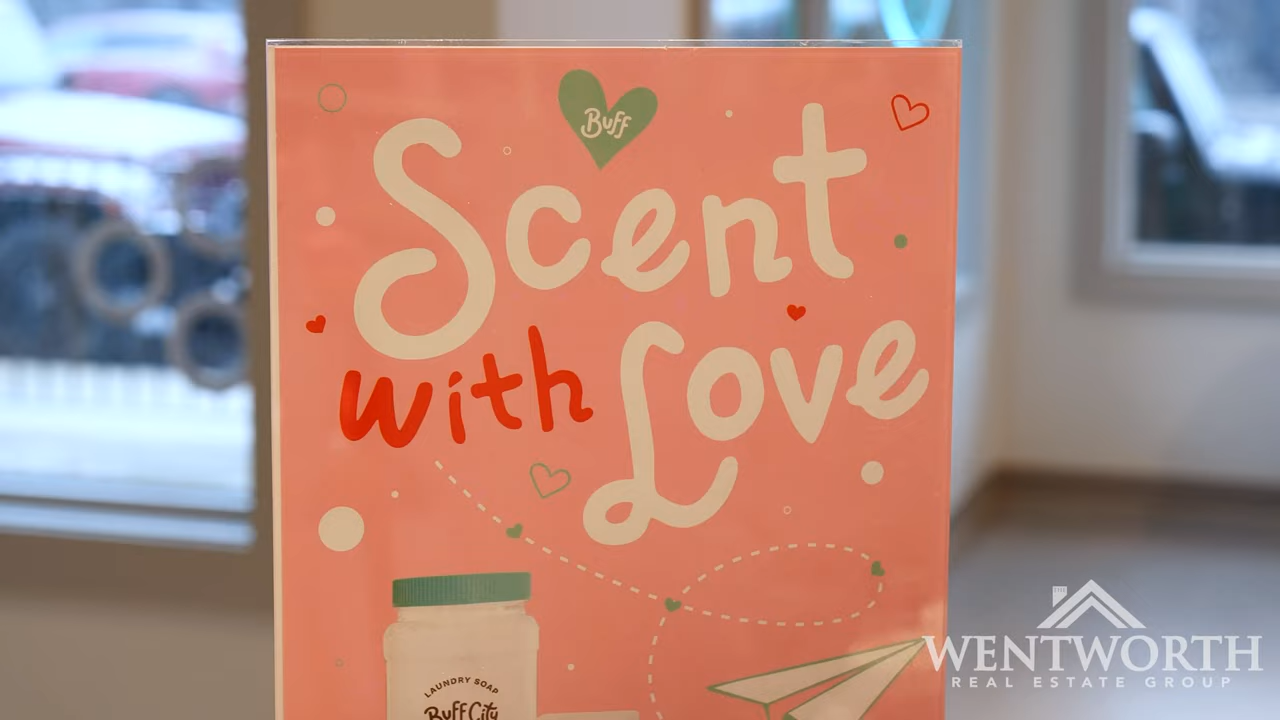 Buff
Scent
with Love
LAUNDRY SOAP
Buff City
WENTWORTH
REAL ESTATE GROUP